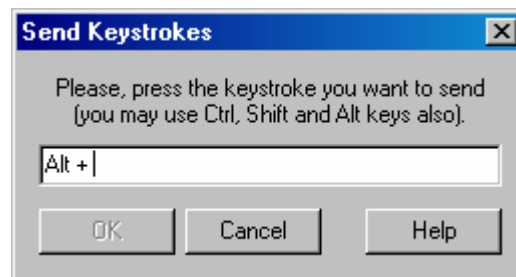 Send Keystrokes
Please, press the keystroke you want to send
(you may use Ctrl, Shift and Alt keys also).
Alt +
OK Cancel Help